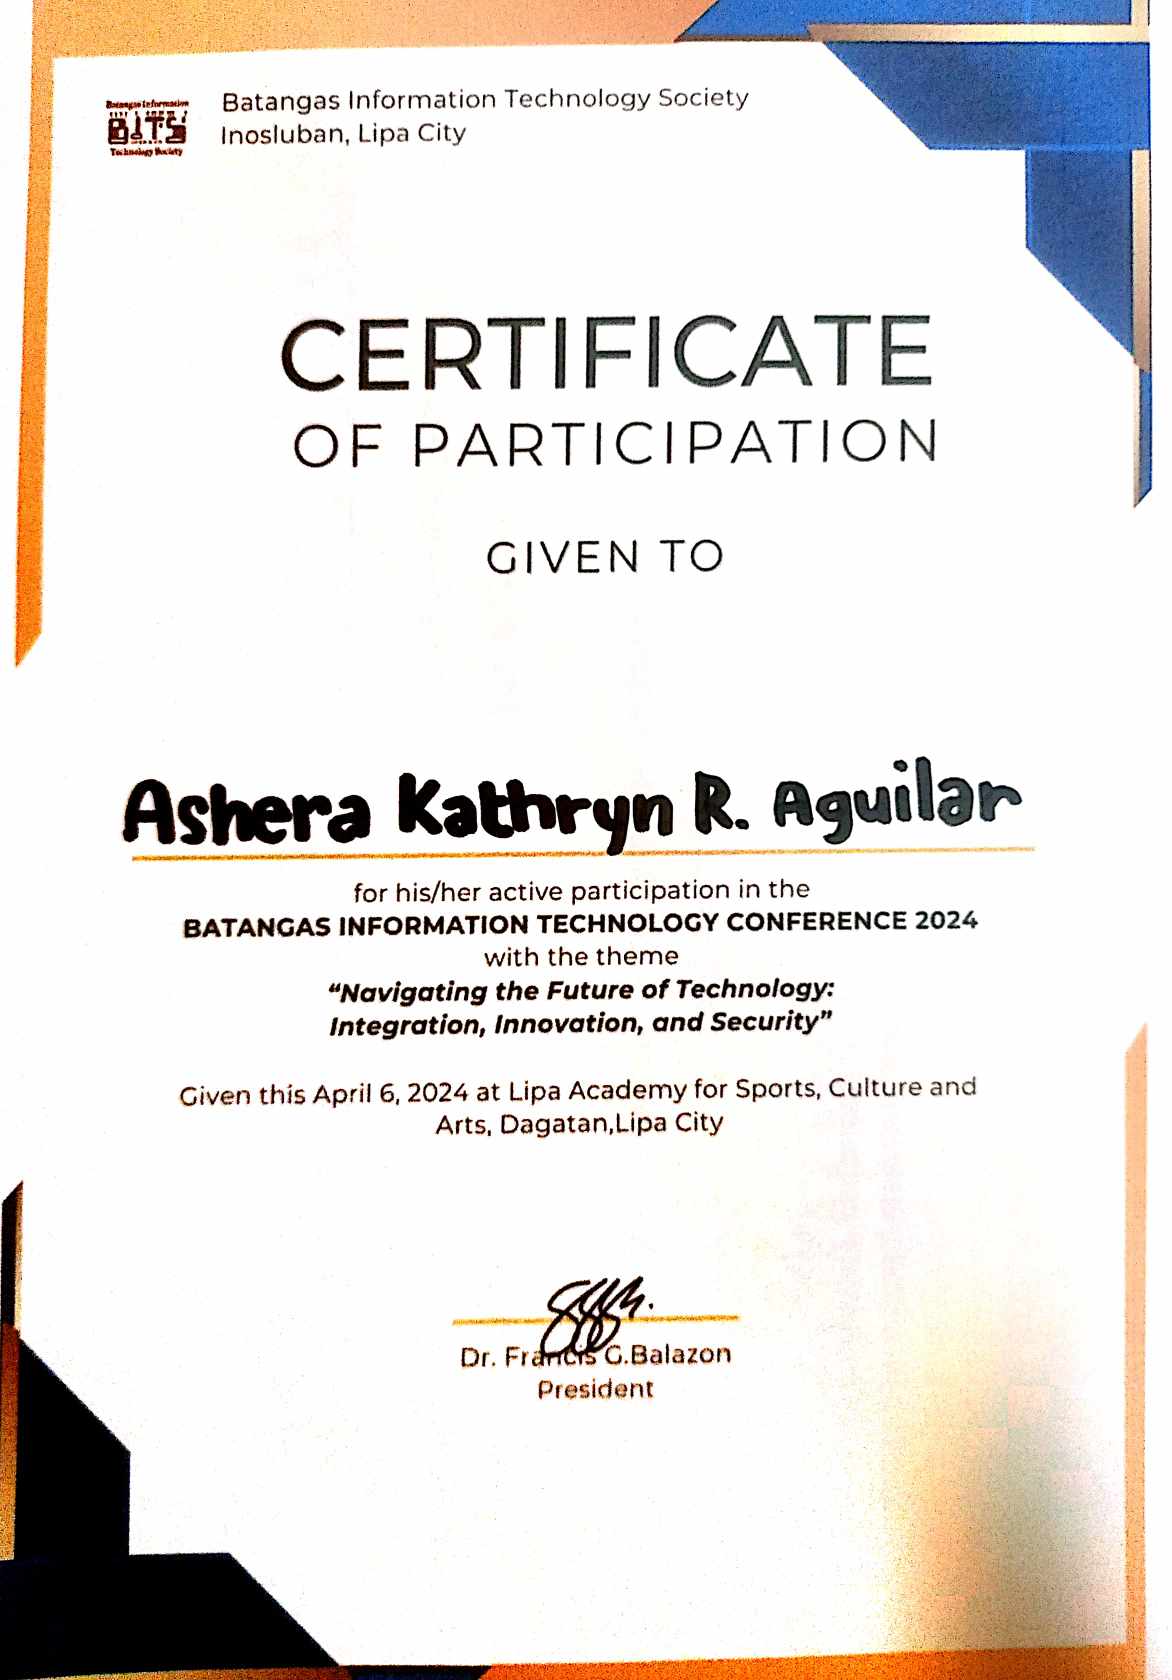 Batangas Information
BITS
Technology Society
Batangas Information Technology Society
Inosluban, Lipa City
CERTIFICATE
OF PARTICIPATION
GIVEN TO
Ashera Kathryn R. Aguilar
for his/her active participation in the
BATANGAS INFORMATION TECHNOLOGY CONFERENCE 2024
with the theme
“Navigating the Future of Technology:
Integration, Innovation, and Security”
Given this April 6, 2024 at Lipa Academy for Sports, Culture and
Arts, Dagatan,Lipa City
Dr. Francis G.Balazon
President